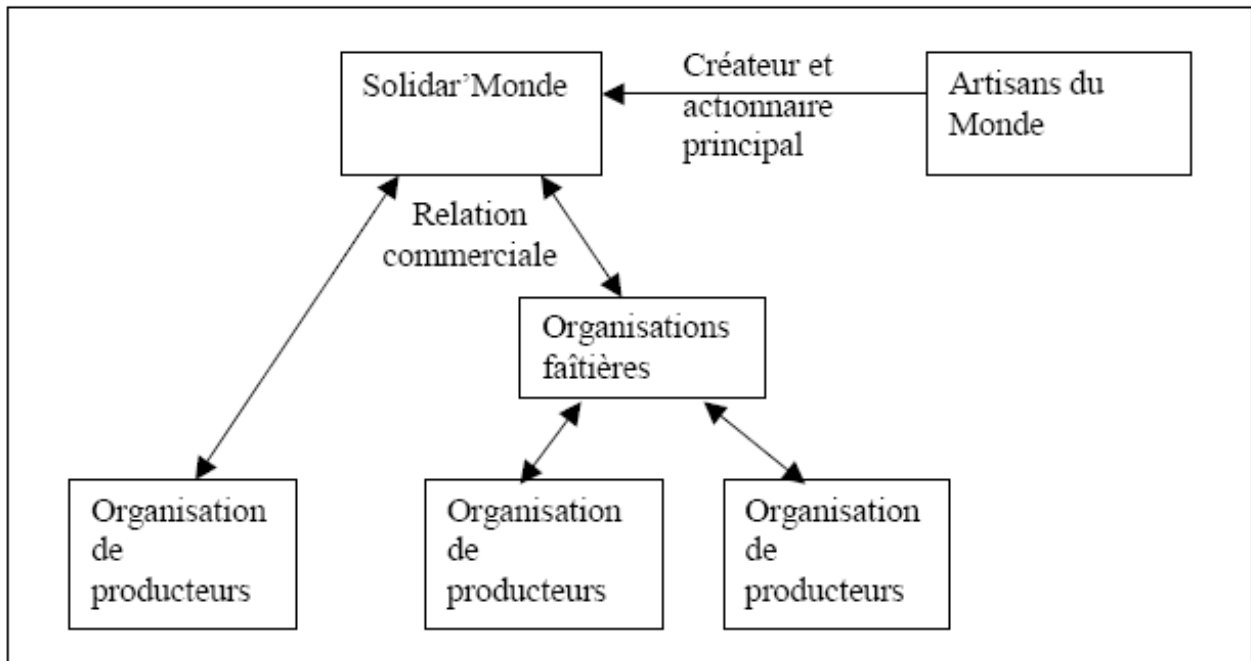 Solidar’Monde
Créateur et
actionnaire
principal
Artisans du
Monde
Relation
commerciale
Organisations
faîtières
Organisation
de
producteurs
Organisation
de
producteurs
Organisation
de
producteurs